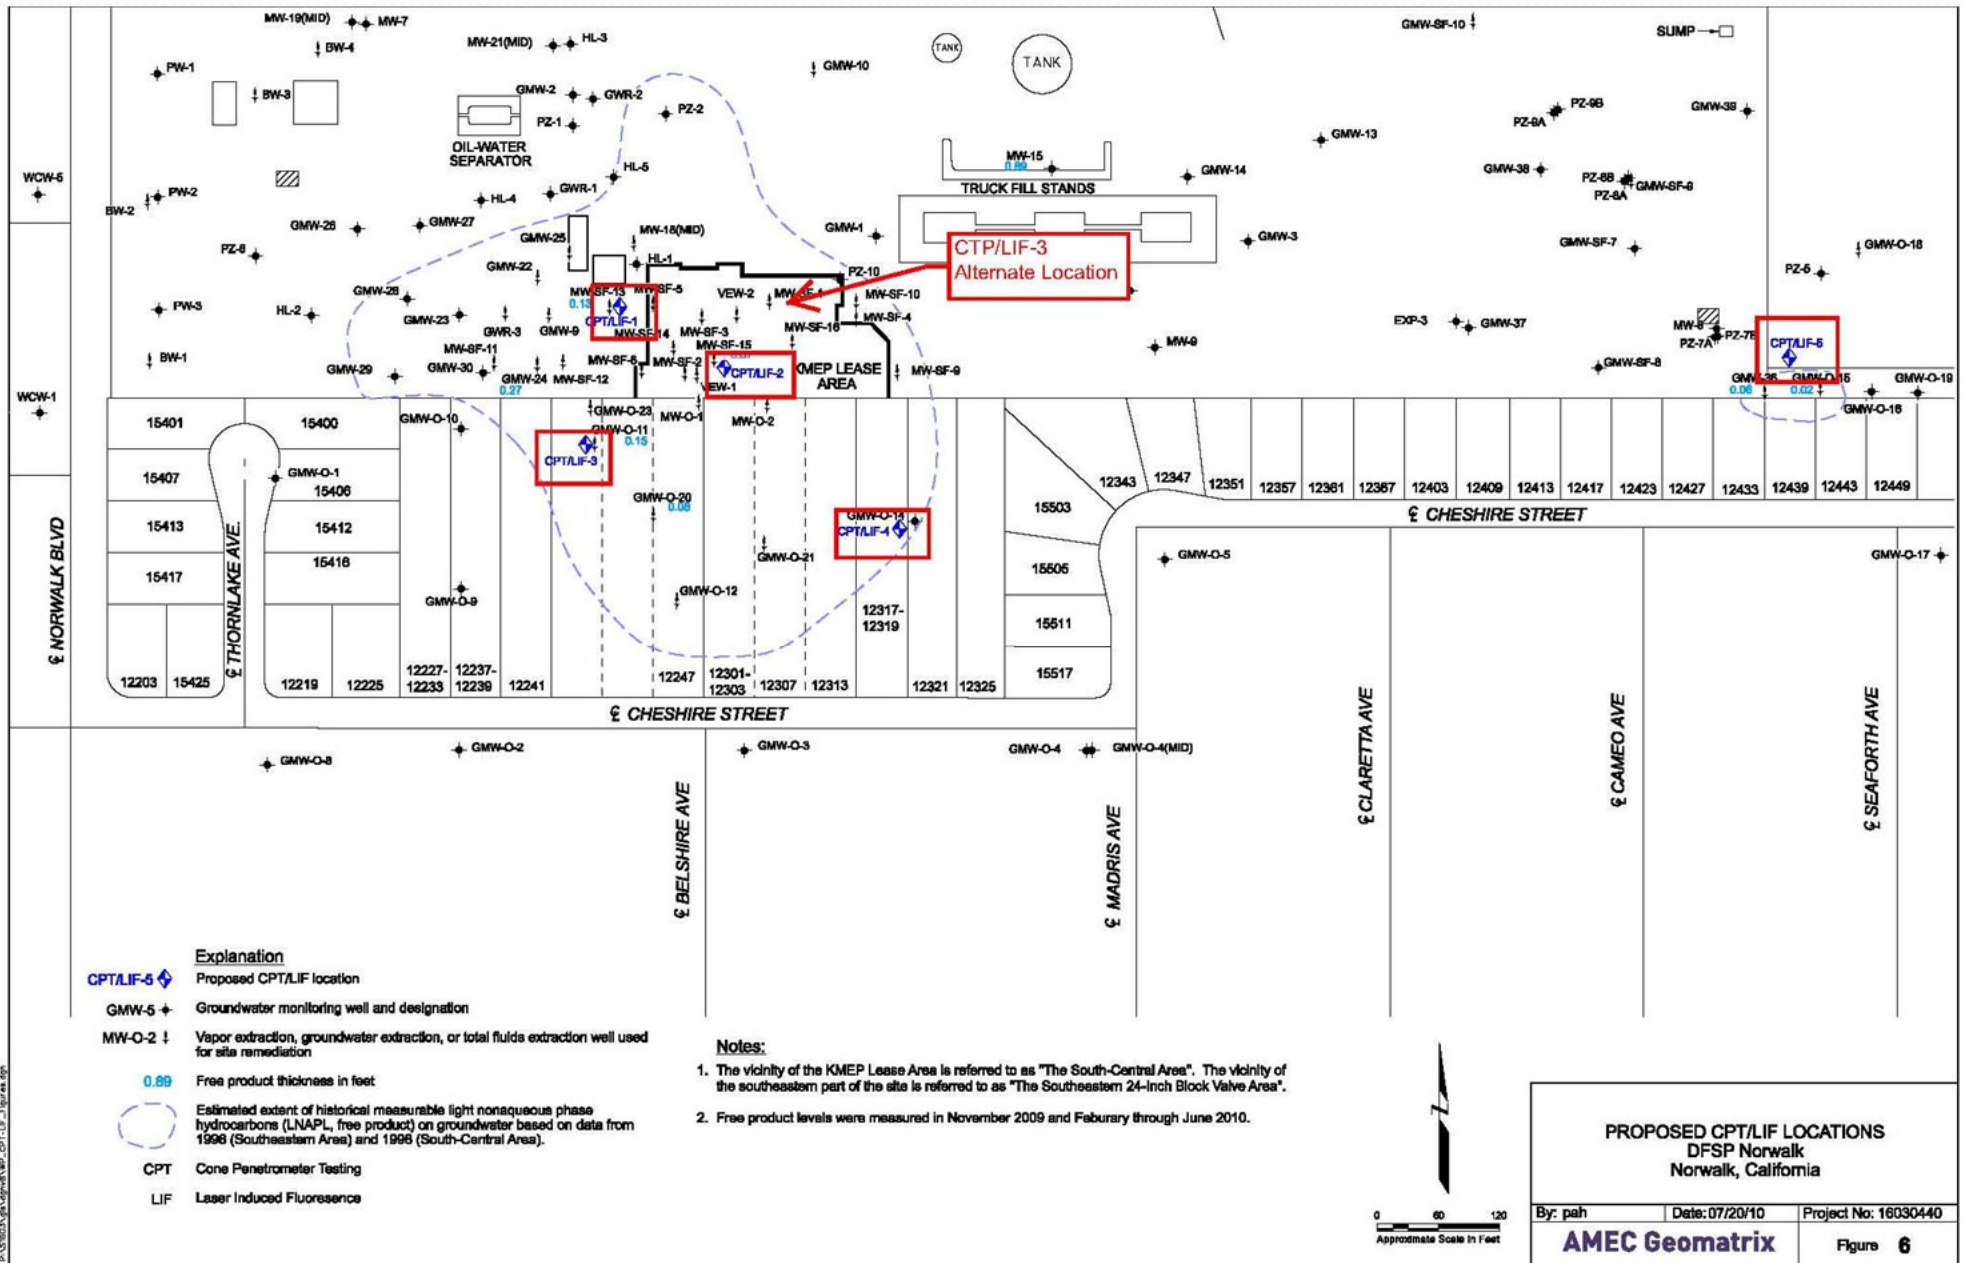 MW-19(MID) MW-7
BW-4
MW-21(MID) HL-3
TANK
TANK
GMW-10
GMW-SF-10
SUMP
PW-1
BW-3
GMW-2 GWR-2
PZ-1
PZ-2
OIL-WATER
SEPARATOR
PZ-9B
PZ-9A
GMW-39
GMW-13
MW-15
0.89
TRUCK FILL STANDS
GMW-14
GMW-38
PZ-8B
GMW-SF-9
PZ-8A
WCW-6
HL-5
PW-2
BW-2
HL-4
GWR-1
GMW-26
GMW-27
PZ-6
GMW-25
MW-18(MID)
GMW-1
CTP/LIF-3
Alternate Location
GMW-3
GMW-SF-7
GMW-O-18
PZ-5
HL-1
GMW-22
PZ-10
GMW-28
MW-SF-13
0.13
MW-SF-5
VEW-2
MW-SF-1
MW-SF-10
PW-3
HL-2
GMW-23
GWR-3
GMW-9
CPT/LIF-1
MW-SF-14
MW-SF-3
MW-SF-16
MW-SF-4
EXP-3
GMW-37
MW-8
PZ-7A
PZ-7B
CPT/LIF-5
BW-1
MW-SF-11
MW-SF-15
MW-9
GMW-29
GMW-30
GMW-24
MW-SF-12
MW-SF-6
MW-SF-2
CPT/LIF-2
VEW-1
KMEP LEASE
AREA
MW-SF-9
GMW-SF-8
0.27
GMW-36
0.06
GMW-O-15
0.02
GMW-O-19
GMW-O-16
WCW-1
15401
15400
GMW-O-10
GMW-O-23
GMW-O-11
0.15
MW-O-1
MW-O-2
CPT/LIF-3
15407
GMW-O-1
15406
GMW-O-20
0.08
15413
15412
GMW-O-14
CPT/LIF-4
15503
12343
12347
12351
12357
12361
12367
12403
12409
12413
12417
12423
12427
12433
12439
12443
12449
℄ CHESHIRE STREET
15417
15416
GMW-O-21
15505
GMW-O-5
GMW-O-17
GMW-O-9
GMW-O-12
12317-
12319
15511
15517
℄ NORWALK BLVD
℄ THORNLAKE AVE.
12203
15425
12219
12225
12227-
12233
12237-
12239
12241
12247
12301-
12303
12307
12313
12321
12325
℄ CHESHIRE STREET
GMW-O-8
GMW-O-2
GMW-O-3
GMW-O-4
GMW-O-4(MID)
℄ BELSHIRE AVE
℄ MADRIS AVE
℄ CLARETTA AVE
℄ CAMEO AVE
℄ SEAFORTH AVE
Explanation
CPT/LIF-5 Proposed CPT/LIF location
GMW-5 Groundwater monitoring well and designation
MW-O-2 Vapor extraction, groundwater extraction, or total fluids extraction well used
for site remediation
0.89 Free product thickness in feet
Estimated extent of historical measurable light nonaqueous phase
hydrocarbons (LNAPL, free product) on groundwater based on data from
1996 (Southeastern Area) and 1998 (South-Central Area).
CPT Cone Penetrometer Testing
LIF Laser Induced Fluoresence
Notes:
1. The vicinity of the KMEP Lease Area is referred to as "The South-Central Area". The vicinity of
the southeastern part of the site is referred to as "The Southeastern 24-Inch Block Valve Area".
2. Free product levels were measured in November 2009 and Feburary through June 2010.
0 60 120
Approximate Scale in Feet
PROPOSED CPT/LIF LOCATIONS
DFSP Norwalk
Norwalk, California
By: pah Date: 07/20/10 Project No: 16030440
AMEC Geomatrix
Figure 6